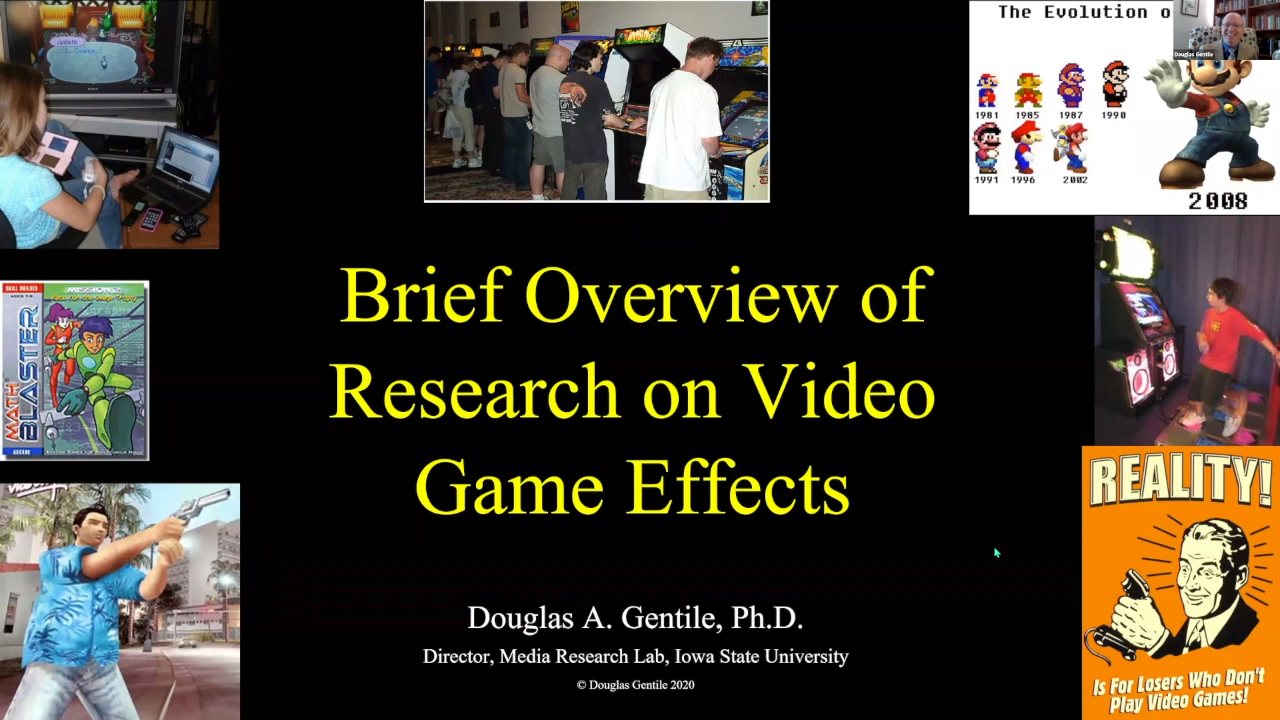 The Evolution o
Douglas Gentile
1981 1985 1987 1990
1991 1996 2002
2008
Brief Overview of
Research on Video
Game Effects
MATH
BLASTER
REALITY!
Is For Losers Who Don't
Play Video Games!
Douglas A. Gentile, Ph.D.
Director, Media Research Lab, Iowa State University
© Douglas Gentile 2020